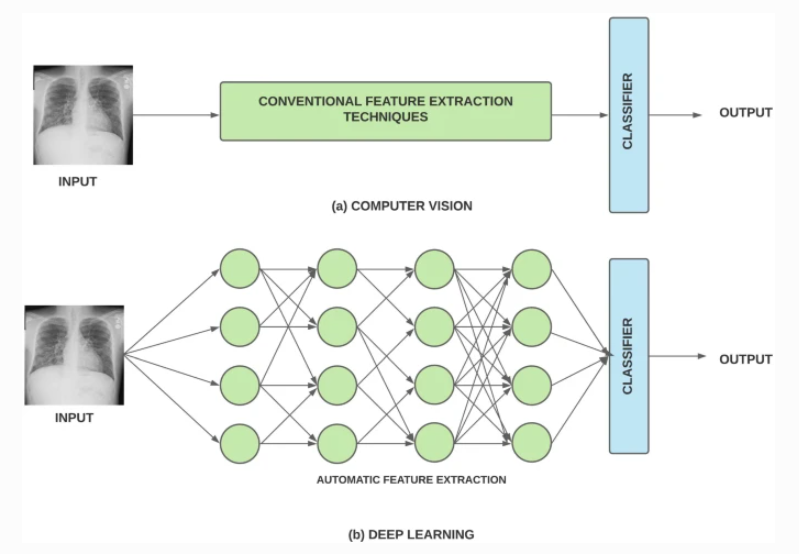 CONVENTIONAL FEATURE EXTRACTION
TECHNIQUES
CLASSIFIER
OUTPUT
INPUT
(a) COMPUTER VISION
CLASSIFIER
OUTPUT
INPUT
AUTOMATIC FEATURE EXTRACTION
(b) DEEP LEARNING